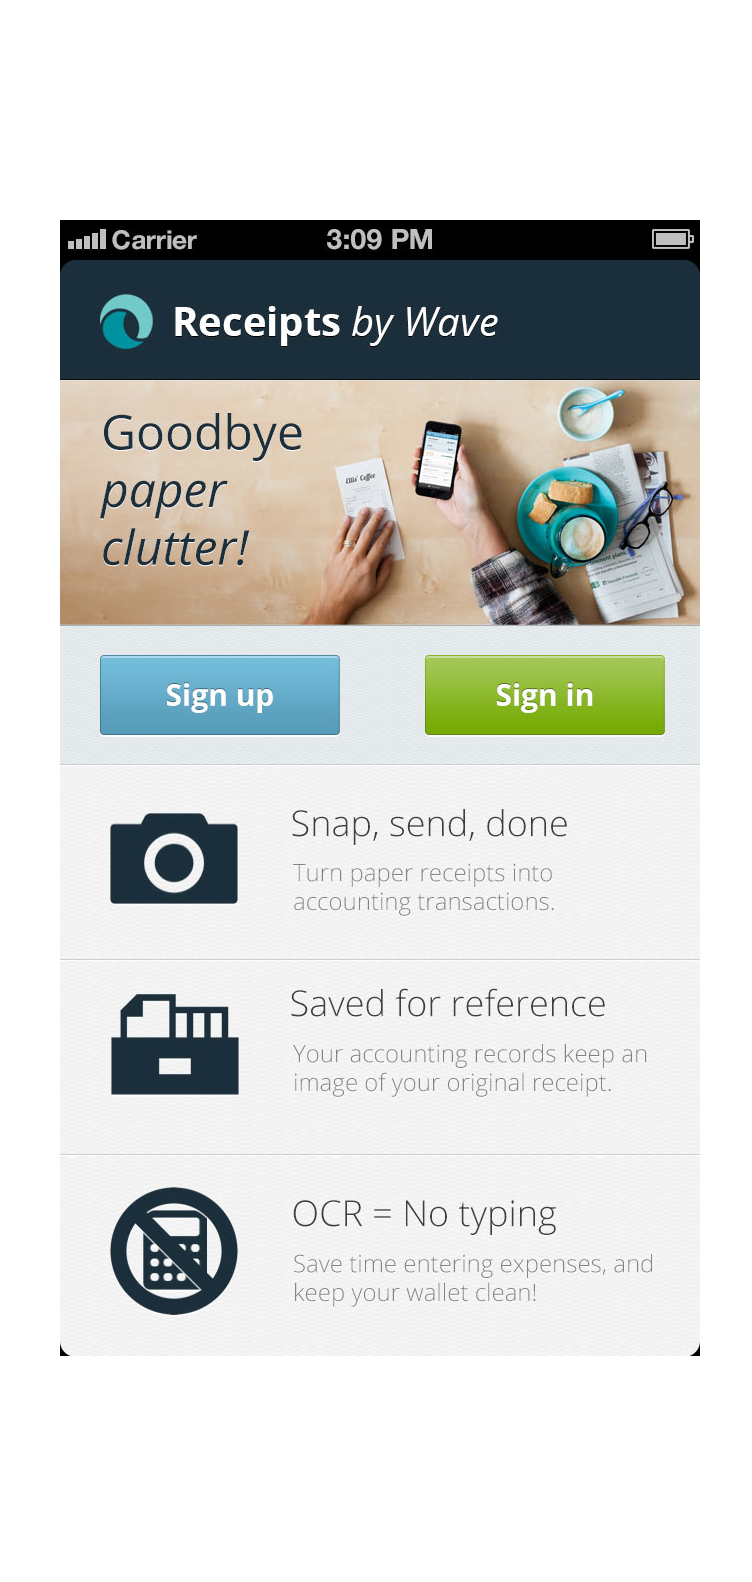 Carrier 3:09 PM
Receipts by Wave
Goodbye
paper
clutter!
Ellis' Coffee
Sign up Sign in
Snap, send, done
Turn paper receipts into
accounting transactions.
Saved for reference
Your accounting records keep an
image of your original receipt.
OCR = No typing
Save time entering expenses, and
keep your wallet clean!